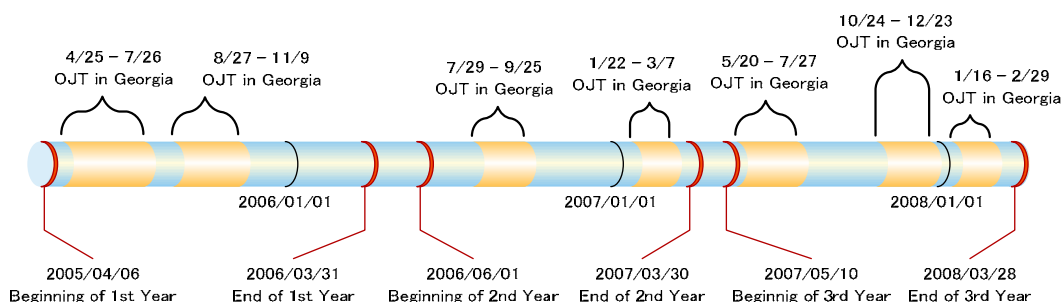 4/25 - 7/26
OJT in Georgia
8/27 - 11/9
OJT in Georgia
7/29 - 9/25
OJT in Georgia
1/22 - 3/7
OJT in Georgia
5/20 - 7/27
OJT in Georgia
10/24 - 12/23
OJT in Georgia
1/16 - 2/29
OJT in Georgia
2006/01/01
2007/01/01
2008/01/01
2005/04/06
Beginning of 1st Year
2006/03/31
End of 1st Year
2006/06/01
Beginning of 2nd Year
2007/03/30
End of 2nd Year
2007/05/10
Beginning of 3rd Year
2008/03/28
End of 3rd Year